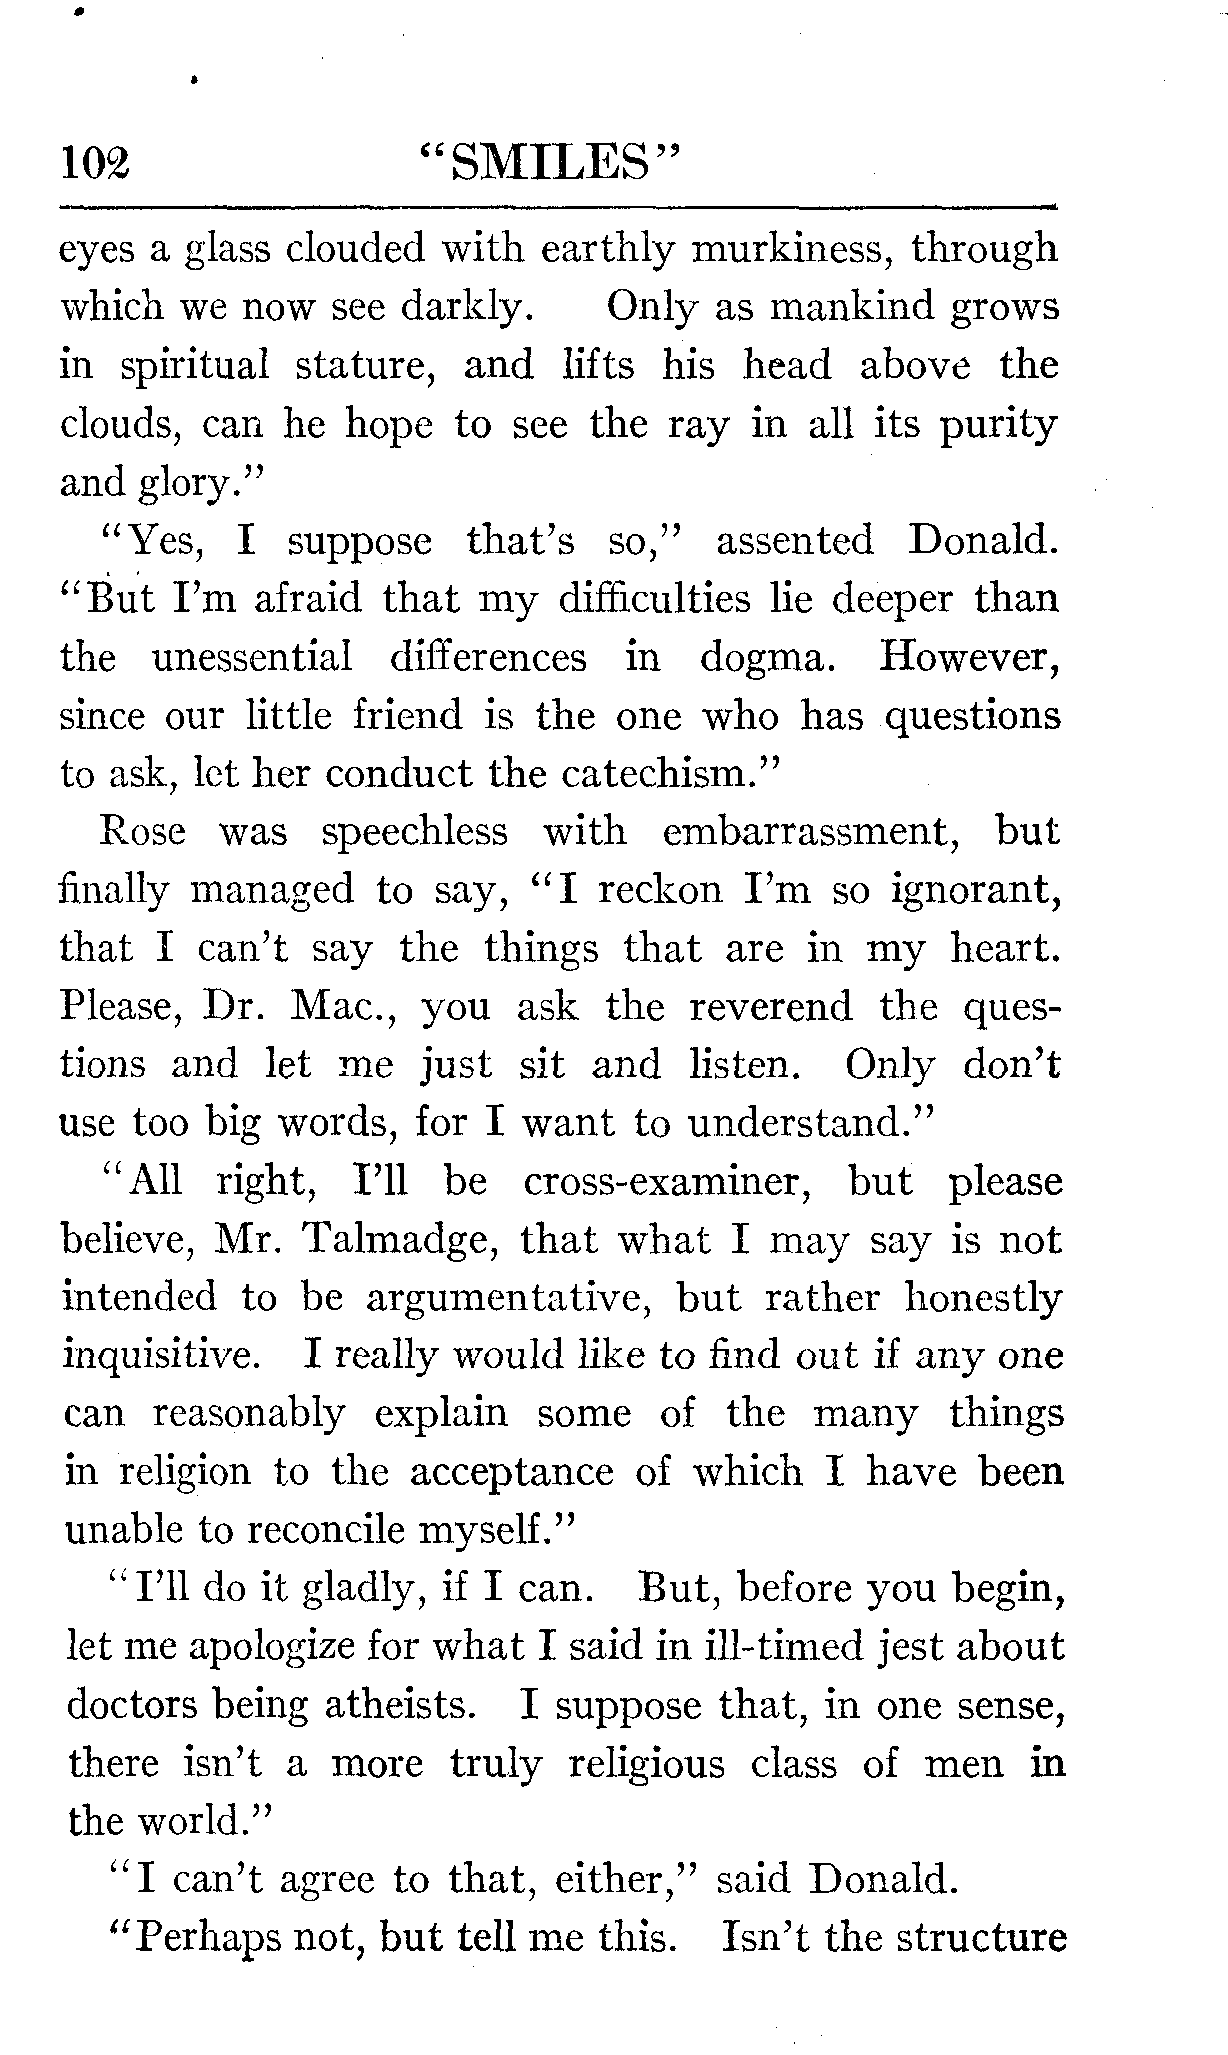 102 "SMILES"
eyes a glass clouded with earthly murkiness, through
which we now see darkly. Only as mankind grows
in spiritual stature, and lifts his head above the
clouds, can he hope to see the ray in all its purity
and glory."
"Yes, I suppose that's so," assented Donald.
"But I'm afraid that my difficulties lie deeper than
the unessential differences in dogma. However,
since our little friend is the one who has questions
to ask, let her conduct the catechism."
Rose was speechless with embarrassment, but
finally managed to say, "I reckon I'm so ignorant,
that I can't say the things that are in my heart.
Please, Dr. Mac., you ask the reverend the ques-
tions and let me just sit and listen. Only don't
use too big words, for I want to understand."
"All right, I'll be cross-examiner, but please
believe, Mr. Talmadge, that what I may say is not
intended to be argumentative, but rather honestly
inquisitive. I really would like to find out if any one
can reasonably explain some of the many things
in religion to the acceptance of which I have been
unable to reconcile myself."
"I'll do it gladly, if I can. But, before you begin,
let me apologize for what I said in ill-timed jest about
doctors being atheists. I suppose that, in one sense,
there isn't a more truly religious class of men in
the world."
"I can't agree to that, either," said Donald.
"Perhaps not, but tell me this. Isn't the structure